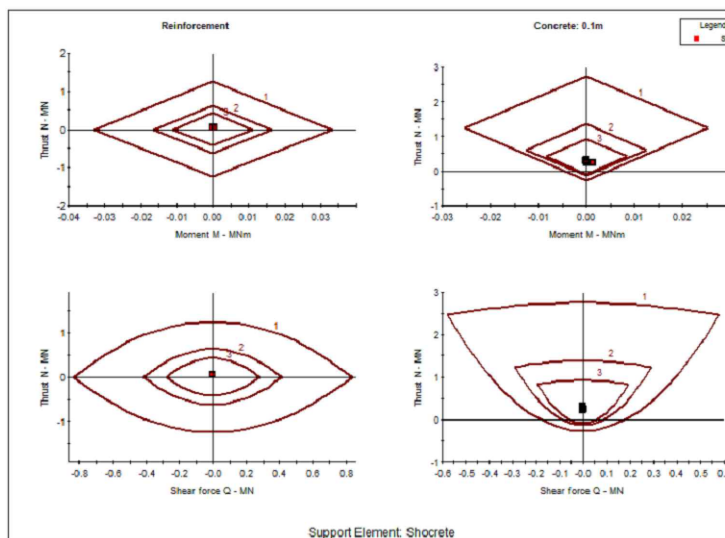 Reinforcement
Concrete: 0.1m
Legend
Thrust N - MN
2
1
0
-1
-2
1
2
3
-0.04 -0.03 -0.02 -0.01 0.00 0.01 0.02 0.03
Moment M - MNm
Thrust N - MN
3
2
1
0
-1
1
2
3
-0.03 -0.02 -0.01 0.00 0.01 0.02
Moment M - MNm
Thrust N - MN
1
0
-1
1
2
3
-0.8 -0.6 -0.4 -0.2 -0.0 0.2 0.4 0.6 0.8
Shear force Q - MN
Thrust N - MN
3
2
1
0
-1
1
2
3
-0.6 -0.5 -0.4 -0.3 -0.2 -0.1 0.0 0.1 0.2 0.3 0.4 0.5
Shear force Q - MN
Support Element: Shocrete